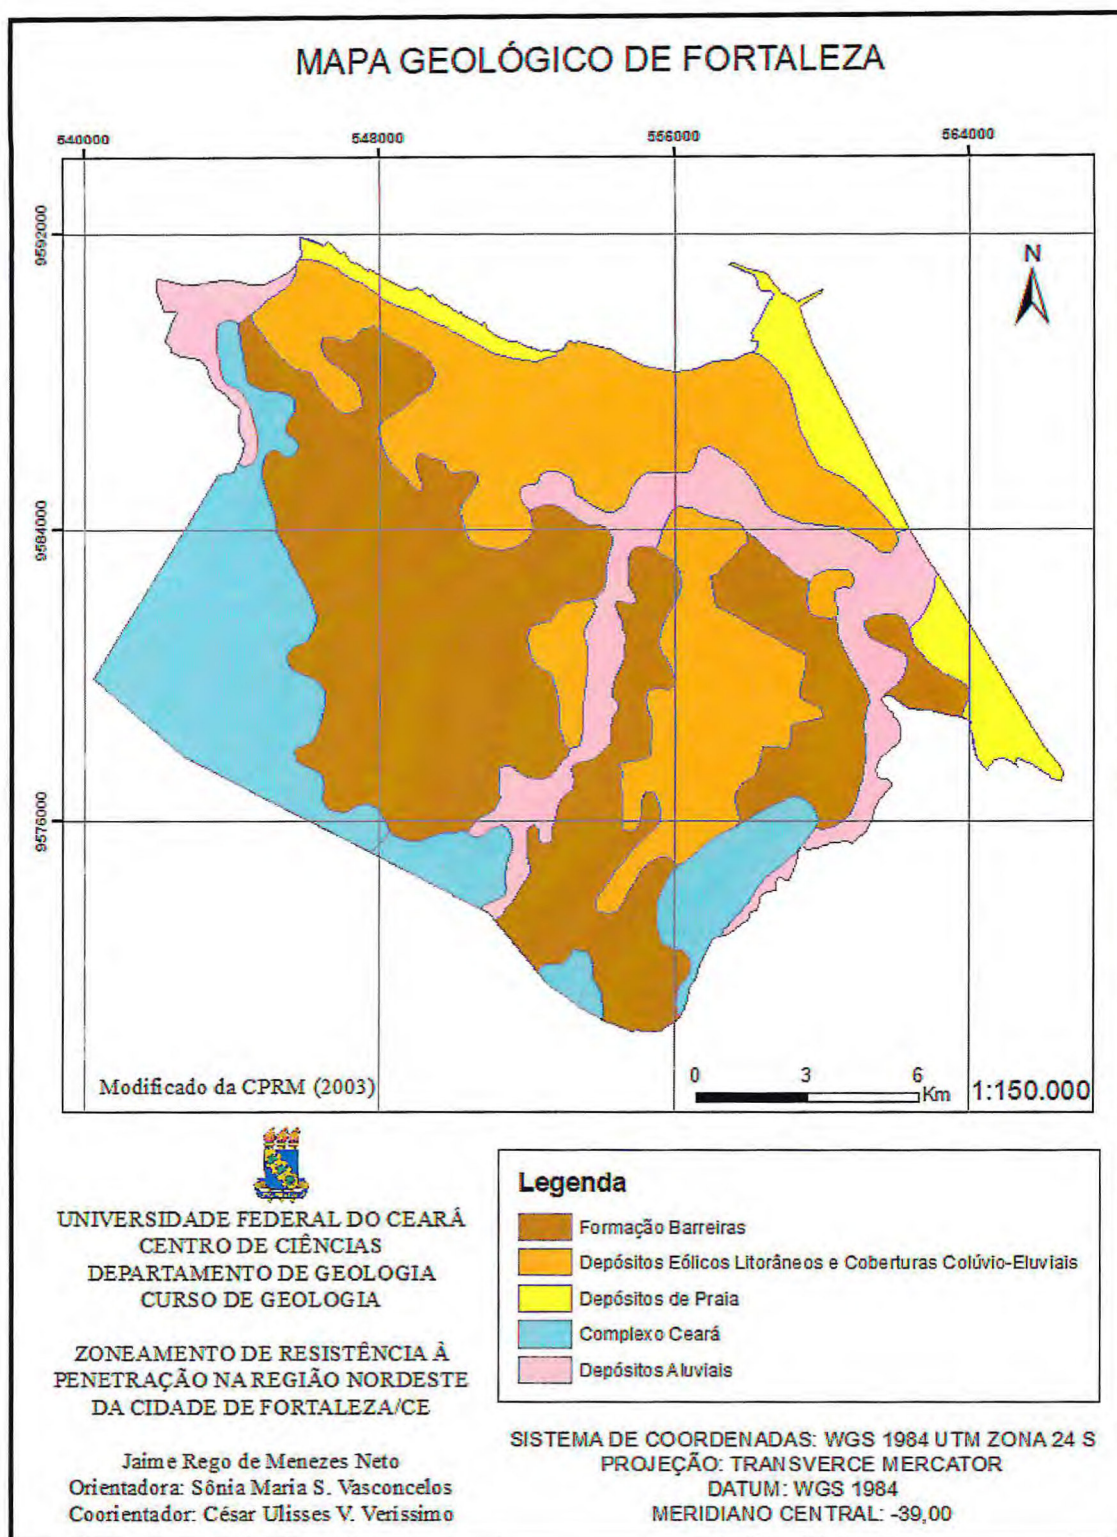 MAPA GEOLÓGICO DE FORTALEZA
540000
548000
556000
564000
9592000
9584000
9576000
N
Modificado da CPRM (2003)
0
3
6
Km
1:150.000
UNIVERSIDADE FEDERAL DO CEARÁ
CENTRO DE CIÊNCIAS
DEPARTAMENTO DE GEOLOGIA
CURSO DE GEOLOGIA
ZONEAMENTO DE RESISTÊNCIA À
PENETRAÇÃO NA REGIÃO NORDESTE
DA CIDADE DE FORTALEZA/CE
Jaime Rego de Menezes Neto
Orientadora: Sônia Maria S. Vasconcelos
Coorientador: César Ulisses V. Veríssimo
Legenda
Formação Barreiras
Depósitos Eólicos Litorâneos e Coberturas Colúvio-Eluviais
Depósitos de Praia
Complexo Ceará
Depósitos Aluviais
SISTEMA DE COORDENADAS: WGS 1984 UTM ZONA 24 S
PROJEÇÃO: TRANSVERCE MERCATOR
DATUM: WGS 1984
MERIDIANO CENTRAL: -39,00